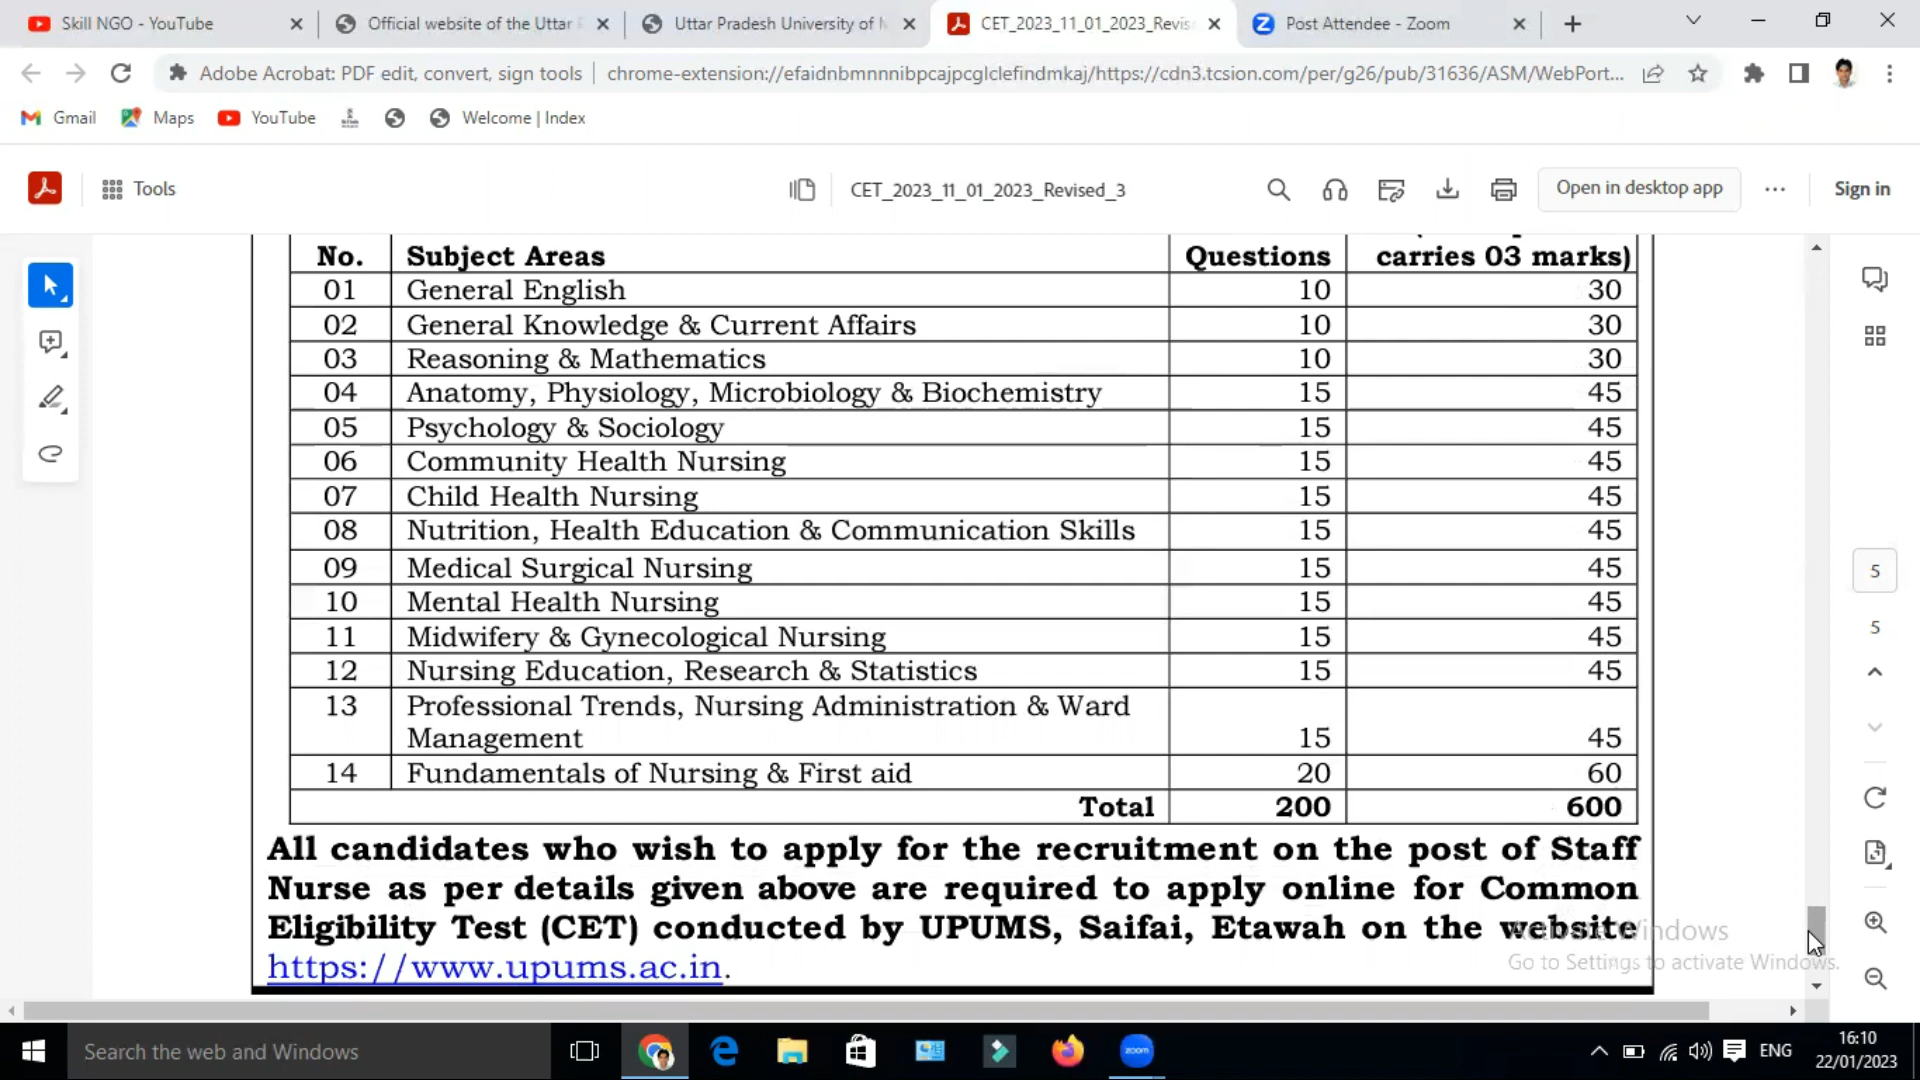 Skill NGO - YouTube
Official website of the Uttar
Uttar Pradesh University of
CET_2023_11_01_2023_Revis
Post Attendee - Zoom
Adobe Acrobat: PDF edit, convert, sign tools
chrome-extension://efaidnbmnnnibpcajpcglclefindmkaj/https://cdn3.tcsion.com/per/g26/pub/31636/ASM/WebPort...
Gmail
Maps
YouTube
Welcome | Index
Tools
CET_2023_11_01_2023_Revised_3
Open in desktop app
Sign in
No. Subject Areas Questions carries 03 marks)
01 General English 10 30
02 General Knowledge & Current Affairs 10 30
03 Reasoning & Mathematics 10 30
04 Anatomy, Physiology, Microbiology & Biochemistry 15 45
05 Psychology & Sociology 15 45
06 Community Health Nursing 15 45
07 Child Health Nursing 15 45
08 Nutrition, Health Education & Communication Skills 15 45
09 Medical Surgical Nursing 15 45
10 Mental Health Nursing 15 45
11 Midwifery & Gynecological Nursing 15 45
12 Nursing Education, Research & Statistics 15 45
13 Professional Trends, Nursing Administration & Ward
Management 15 45
14 Fundamentals of Nursing & First aid 20 60
Total 200 600
All candidates who wish to apply for the recruitment on the post of Staff
Nurse as per details given above are required to apply online for Common
Eligibility Test (CET) conducted by UPUMS, Saifai, Etawah on the website
https://www.upums.ac.in.
5
5
Activate Windows
Go to Settings to activate Windows.
Search the web and Windows
zoom
ENG
16:10
22/01/2023